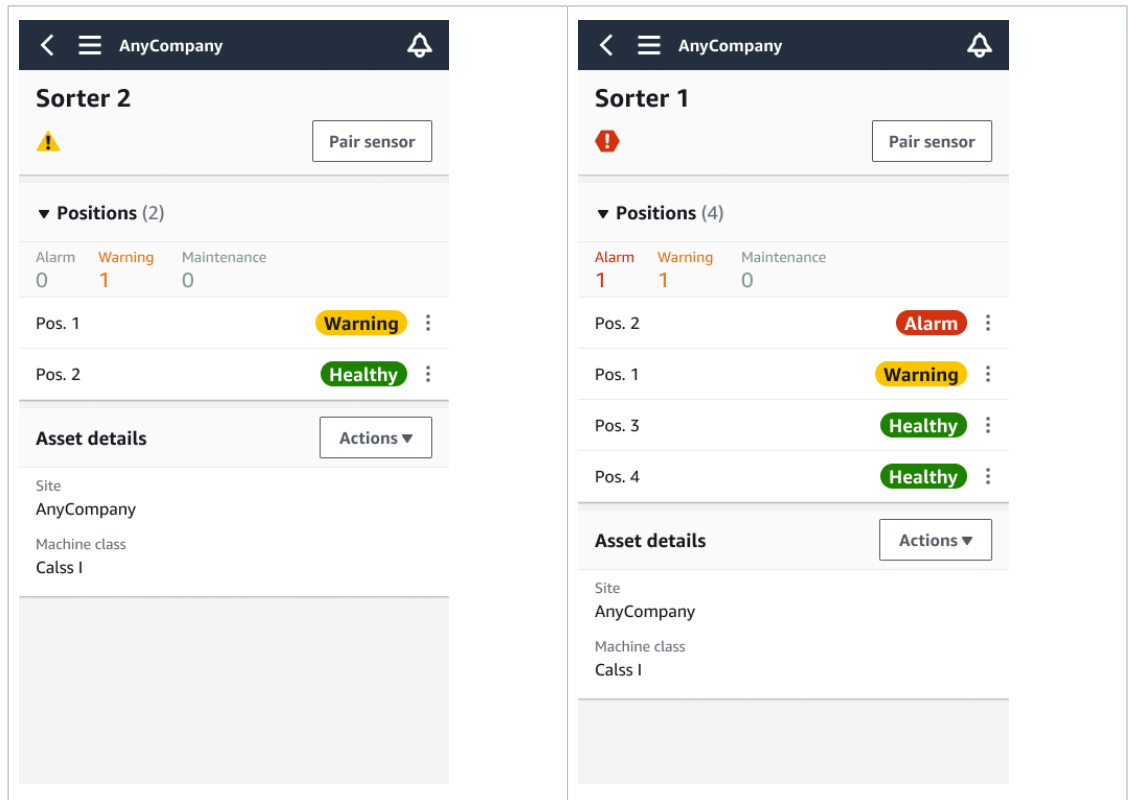 AnyCompany
Sorter 2
Pair sensor
Positions (2)
Alarm Warning Maintenance
0 1 0
Pos. 1 Warning
Pos. 2 Healthy
Asset details Actions
Site
AnyCompany
Machine class
Calss I
AnyCompany
Sorter 1
Pair sensor
Positions (4)
Alarm Warning Maintenance
1 1 0
Pos. 2 Alarm
Pos. 1 Warning
Pos. 3 Healthy
Pos. 4 Healthy
Asset details Actions
Site
AnyCompany
Machine class
Calss I